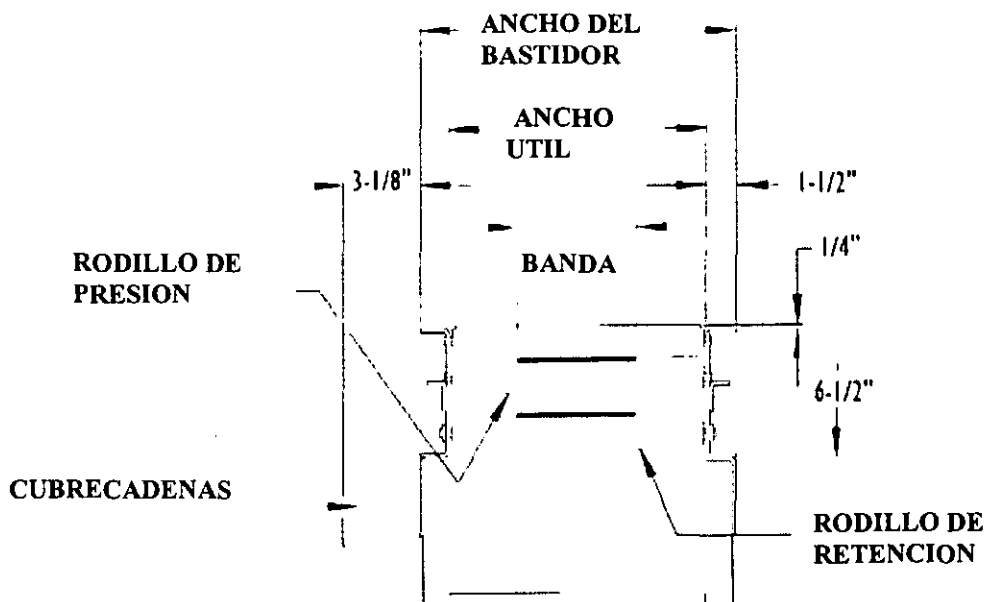 ANCHO DEL
BASTIDOR
ANCHO
UTIL
3-1/8"
1-1/2"
1/4"
BANDA
RODILLO DE
PRESION
6-1/2"
CUBRECADENAS
RODILLO DE
RETENCION